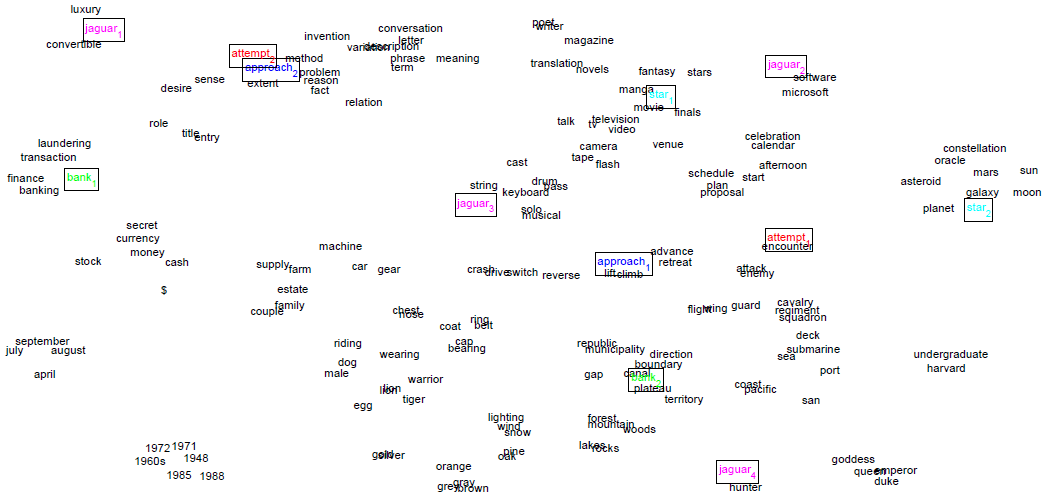 luxury
jaguar1
convertible
attempt2
approach2
method
problem
extent
reason
fact
sense
desire
invention
variation
description
conversation
letter
phrase
term
meaning
relation
role
title
entry
poet
writer
magazine
translation
novels
fantasy
stars
manga
star1
movie
finals
television
talk
tv
video
venue
camera
tape
flash
cast
jaguar2
software
microsoft
celebration
calendar
afternoon
schedule
start
plan
proposal
constellation
oracle
mars
sun
asteroid
galaxy
moon
planet
star2
laundering
transaction
finance
bank1
banking
drum
string
bass
keyboard
jaguar3
solo
musical
secret
currency
money
stock
cash
$
machine
supply
farm
car
gear
crash
drive
switch
reverse
estate
family
couple
approach1
lift
climb
advance
retreat
attempt1
encounter
attack
enemy
flight
wing
guard
cavalry
regiment
squadron
deck
submarine
sea
port
september
july
august
april
chest
nose
ring
coat
belt
cap
bearing
riding
wearing
dog
male
warrior
lion
lion
tiger
egg
republic
municipality
direction
boundary
gap
canal
bank2
plateau
territory
coast
pacific
san
undergraduate
harvard
lighting
wind
snow
forest
mountain
woods
lakes
rocks
1972
1971
1960s
1948
1985
1988
gold
silver
pine
oak
orange
gray
grey
brown
jaguar4
hunter
goddess
queen
emperor
duke